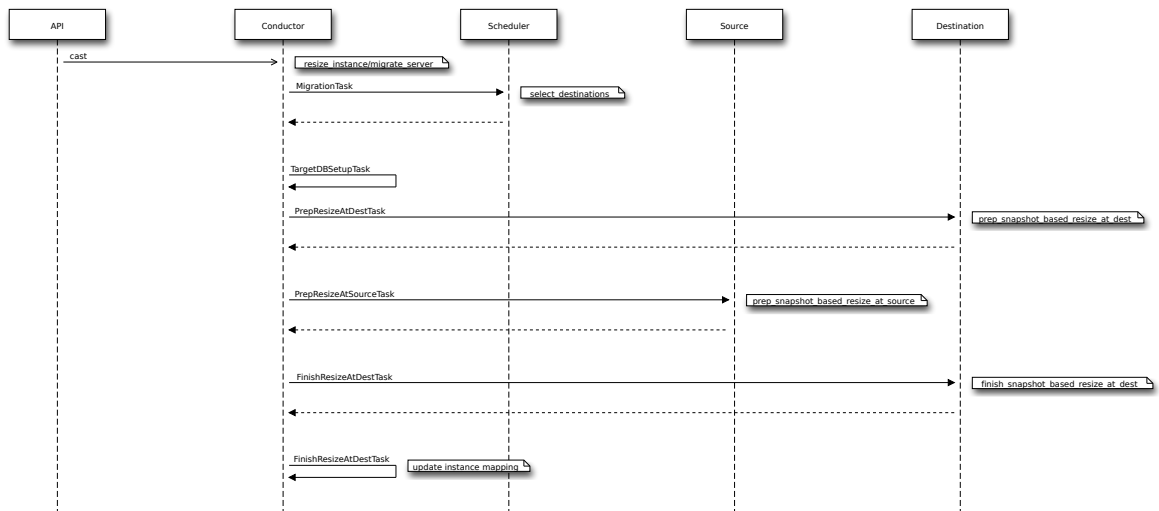 API
Conductor
Scheduler
Source
Destination
cast
resize_instance/migrate_server
MigrationTask
select_destinations
TargetDBSetupTask
PrepResizeAtDestTask
prep_snapshot_based_resize_at_dest
PrepResizeAtSourceTask
prep_snapshot_based_resize_at_source
FinishResizeAtDestTask
finish_snapshot_based_resize_at_dest
FinishResizeAtDestTask
update instance mapping